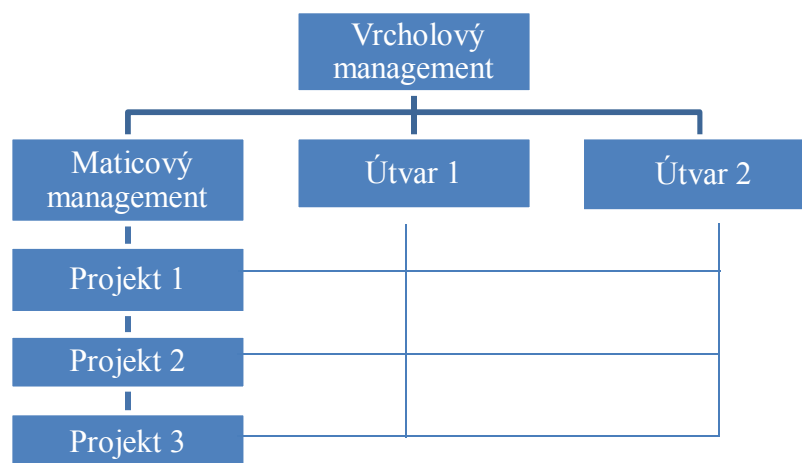 Vrcholový
management
Maticový
management
Útvar 1
Útvar 2
Projekt 1
Projekt 2
Projekt 3